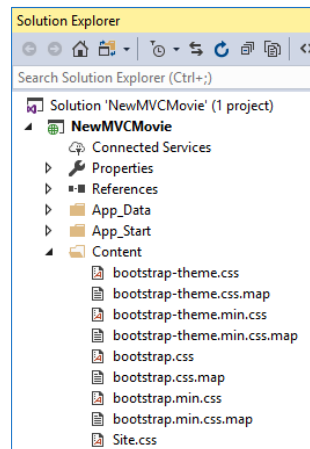 Solution Explorer
Search Solution Explorer (Ctrl+;)
Solution 'NewMVCMovie' (1 project)
NewMVCMovie
Connected Services
Properties
References
App_Data
App_Start
Content
bootstrap-theme.css
bootstrap-theme.css.map
bootstrap-theme.min.css
bootstrap-theme.min.css.map
bootstrap.css
bootstrap.css.map
bootstrap.min.css
bootstrap.min.css.map
Site.css